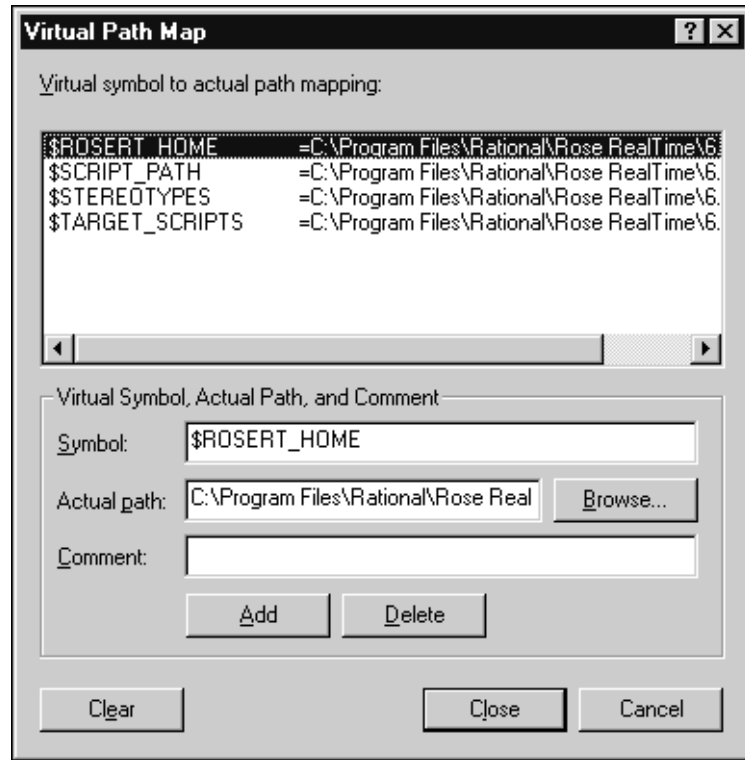 Virtual Path Map
Virtual symbol to actual path mapping:
$ROSERT_HOME =C:\Program Files\Rational\Rose RealTime\6.
$SCRIPT_PATH =C:\Program Files\Rational\Rose RealTime\6.
$STEREOTYPES =C:\Program Files\Rational\Rose RealTime\6.
$TARGET_SCRIPTS =C:\Program Files\Rational\Rose RealTime\6.
Virtual Symbol, Actual Path, and Comment
Symbol: $ROSERT_HOME
Actual path: C:\Program Files\Rational\Rose Real Browse...
Comment:
Add Delete
Clear Close Cancel